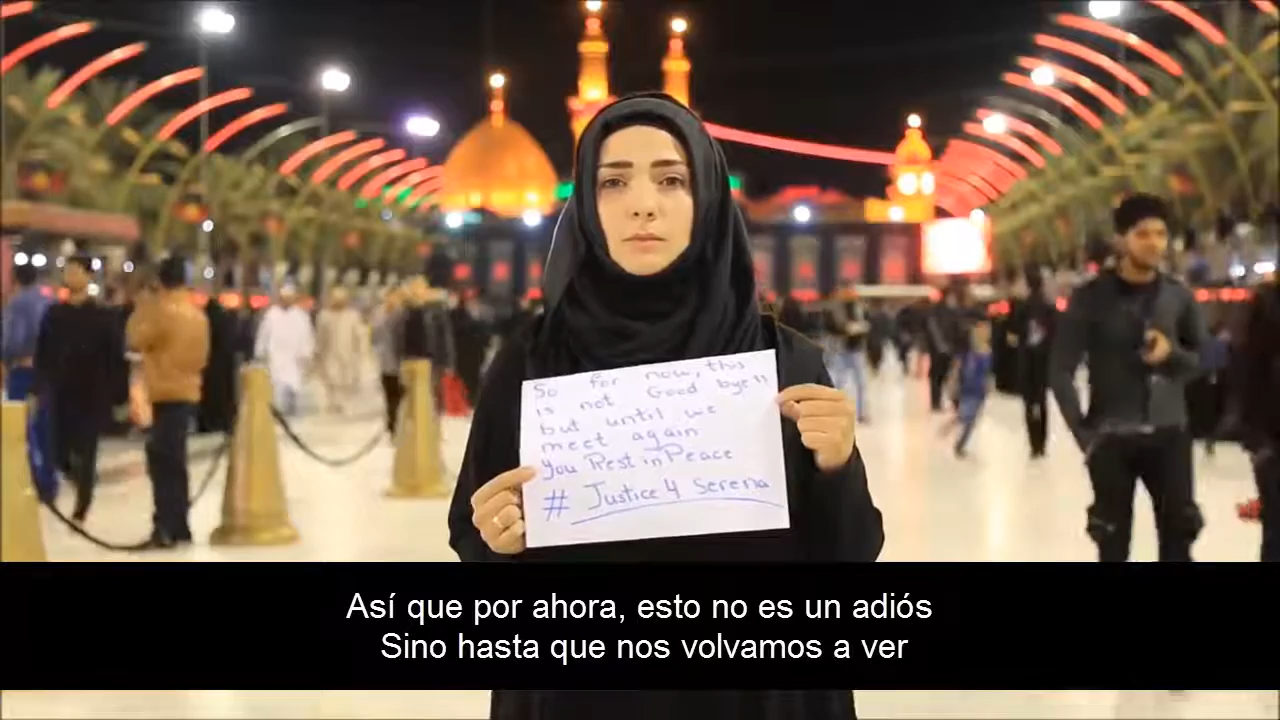 So for now, this
is not Good bye!!
but until we
meet again
you Rest in Peace
# Justice 4 Serena
Así que por ahora, esto no es un adiós
Sino hasta que nos volvamos a ver